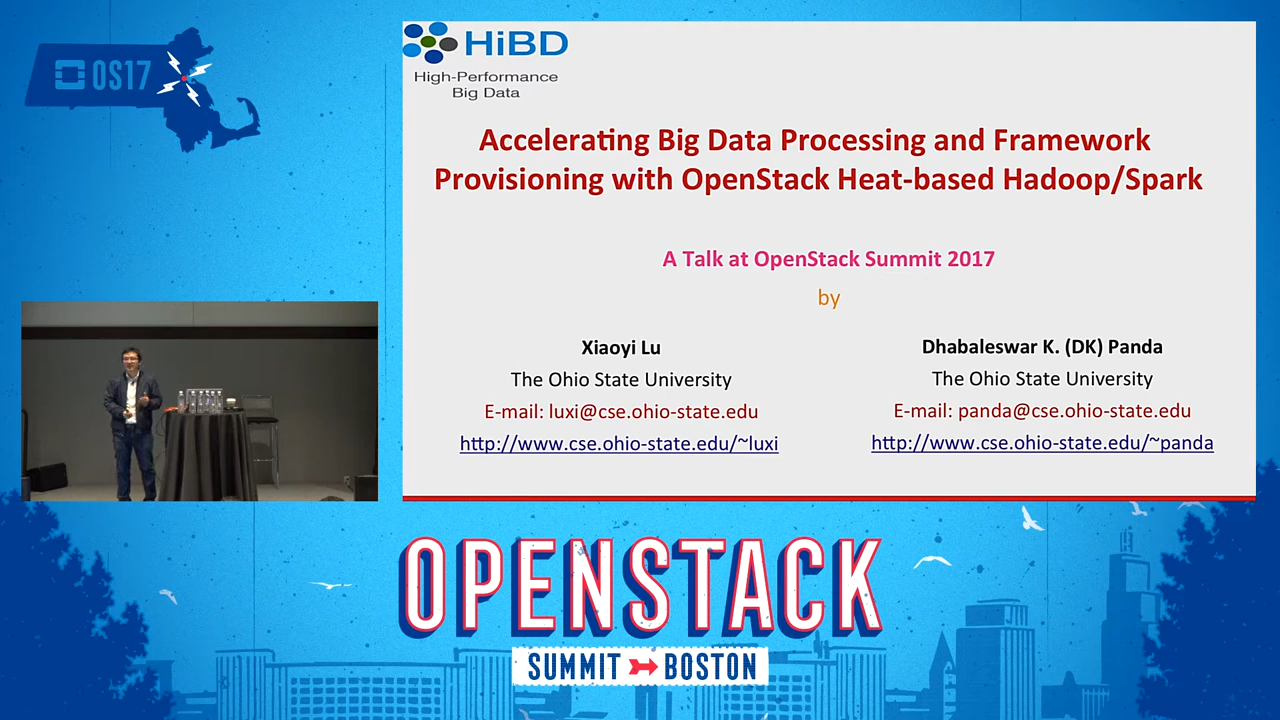 OS17
HiBD
High-Performance
Big Data
Accelerating Big Data Processing and Framework
Provisioning with OpenStack Heat-based Hadoop/Spark
A Talk at OpenStack Summit 2017
by
Xiaoyi Lu
The Ohio State University
E-mail: luxi@cse.ohio-state.edu
http://www.cse.ohio-state.edu/~luxi
Dhabaleswar K. (DK) Panda
The Ohio State University
E-mail: panda@cse.ohio-state.edu
http://www.cse.ohio-state.edu/~panda
OPENSTACK
SUMMIT BOSTON